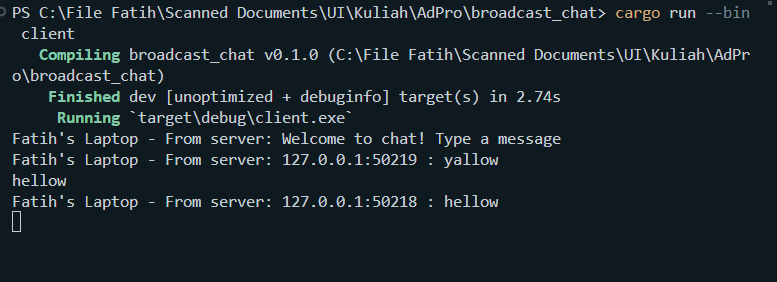 PS C:\File Fatih\Scanned Documents\UI\Kuliah\AdPro\broadcast_chat> cargo run --bin
client
Compiling broadcast_chat v0.1.0 (C:\File Fatih\Scanned Documents\UI\Kuliah\AdPr
o\broadcast_chat)
Finished dev [unoptimized + debuginfo] target(s) in 2.74s
Running `target\debug\client.exe`
Fatih's Laptop - From server: Welcome to chat! Type a message
Fatih's Laptop - From server: 127.0.0.1:50219 : yallow
hellow
Fatih's Laptop - From server: 127.0.0.1:50218 : hellow